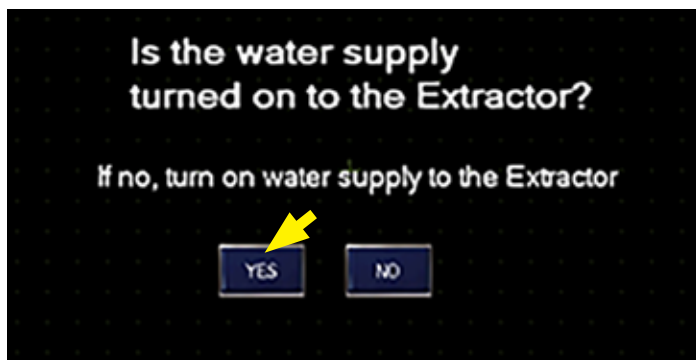 Is the water supply
turned on to the Extractor?
If no, turn on water supply to the Extractor
YES NO